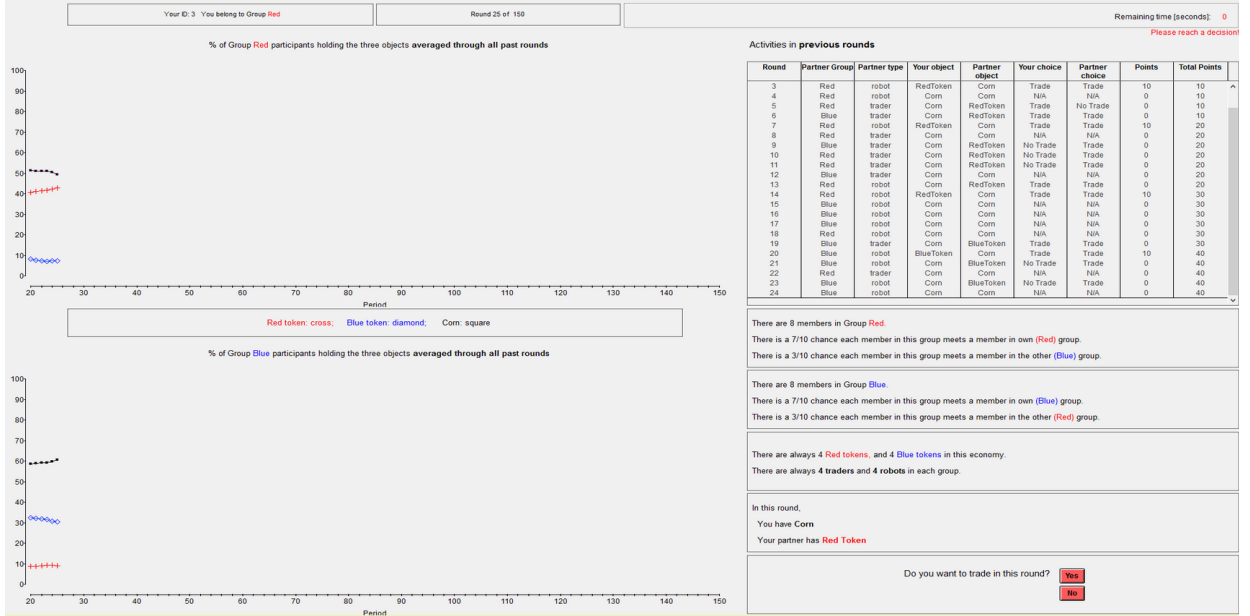 Your ID: 3 You belong to Group Red
Round 25 of 150
Remaining time [seconds]: 0
Please reach a decision!
% of Group Red participants holding the three objects averaged through all past rounds
100
90
80
70
60
50
40
30
20
10
0
20 30 40 50 60 70 80 90 100 110 120 130 140 150
Period
Red token: cross; Blue token: diamond; Corn: square
% of Group Blue participants holding the three objects averaged through all past rounds
100
90
80
70
60
50
40
30
20
10
0
20 30 40 50 60 70 80 90 100 110 120 130 140 150
Period
Activities in previous rounds
Round Partner Group Partner type Your object Partner object Your choice Partner choice Points Total Points
3 Red robot RedToken Corn Trade Trade 10 10
4 Red robot Corn Corn N/A N/A 0 10
5 Red trader Corn RedToken Trade No Trade 0 10
6 Blue trader Corn RedToken Trade Trade 0 10
7 Red robot RedToken Corn Trade Trade 10 20
8 Red trader Corn Corn N/A N/A 0 20
9 Blue trader Corn RedToken No Trade Trade 0 20
10 Red trader Corn RedToken No Trade Trade 0 20
11 Red trader Corn RedToken No Trade Trade 0 20
12 Blue trader Corn Corn N/A N/A 0 20
13 Red robot Corn RedToken Trade Trade 0 20
14 Red robot RedToken Corn Trade Trade 10 30
15 Blue robot Corn Corn N/A N/A 0 30
16 Blue robot Corn Corn N/A N/A 0 30
17 Blue robot Corn Corn N/A N/A 0 30
18 Red robot Corn Corn N/A N/A 0 30
19 Blue trader Corn BlueToken Trade Trade 0 30
20 Blue robot BlueToken Corn Trade Trade 10 40
21 Blue robot Corn BlueToken No Trade Trade 0 40
22 Red trader Corn Corn N/A N/A 0 40
23 Blue robot Corn BlueToken No Trade Trade 0 40
24 Blue robot Corn Corn N/A N/A 0 40
There are 8 members in Group Red.
There is a 7/10 chance each member in this group meets a member in own (Red) group.
There is a 3/10 chance each member in this group meets a member in the other (Blue) group.
There are 8 members in Group Blue.
There is a 7/10 chance each member in this group meets a member in own (Blue) group.
There is a 3/10 chance each member in this group meets a member in the other (Red) group.
There are always 4 Red tokens, and 4 Blue tokens in this economy.
There are always 4 traders and 4 robots in each group.
In this round,
You have Corn
Your partner has Red Token
Do you want to trade in this round?
Yes
No